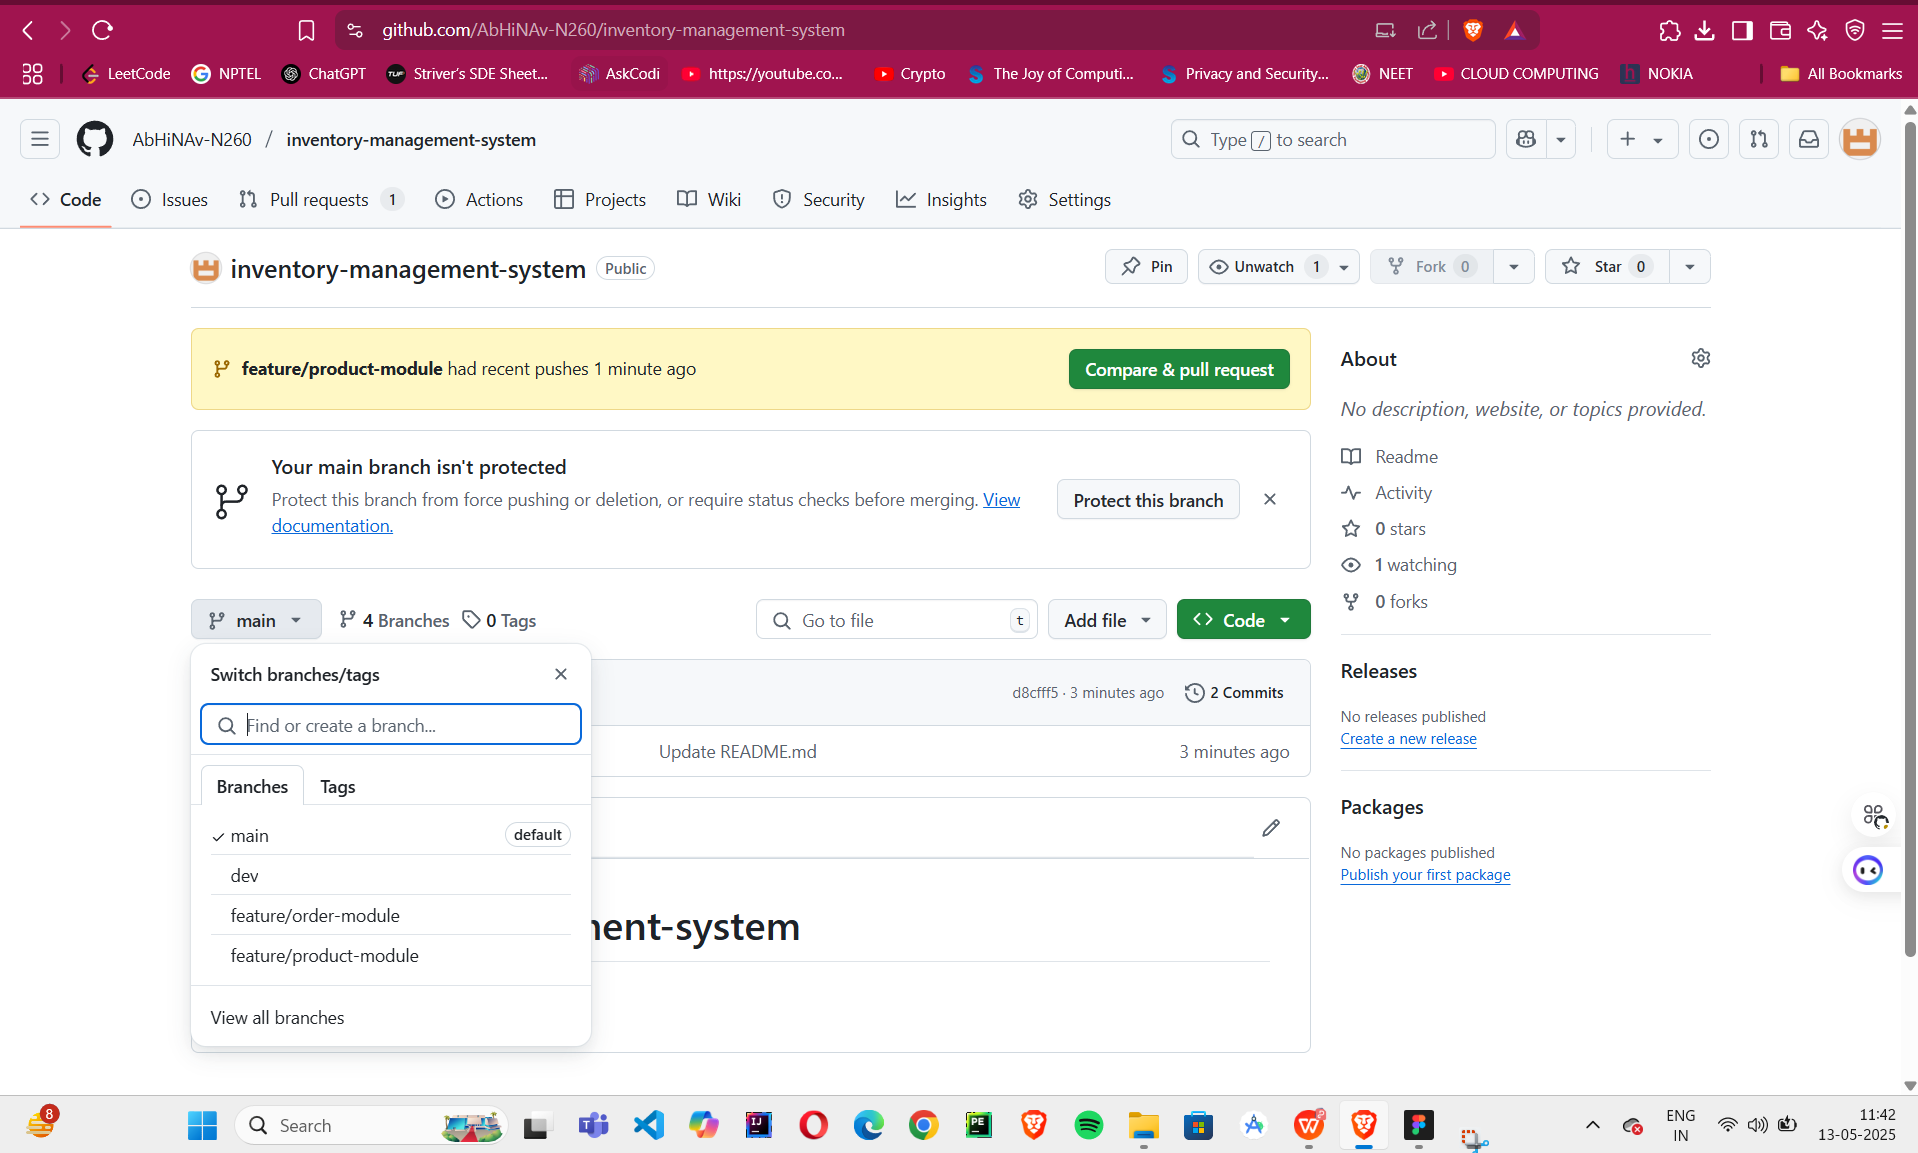 github.com/AbHiNAv-N260/inventory-management-system
LeetCode NPTEL ChatGPT Striver's SDE Sheet... AskCodi https://youtube.co... Crypto The Joy of Computi... Privacy and Security... NEET CLOUD COMPUTING NOKIA All Bookmarks
AbHiNAv-N260 / inventory-management-system Type / to search
Code Issues Pull requests 1 Actions Projects Wiki Security Insights Settings
inventory-management-system Public Pin Unwatch 1 Fork 0 Star 0
feature/product-module had recent pushes 1 minute ago Compare & pull request
Your main branch isn't protected
Protect this branch from force pushing or deletion, or require status checks before merging. View
documentation.
Protect this branch
main 4 Branches 0 Tags Go to file t Add file Code
Switch branches/tags
d8cfff5 · 3 minutes ago 2 Commits
Find or create a branch...
Update README.md 3 minutes ago
Branches Tags
main default
dev
feature/order-module
nent-system
feature/product-module
View all branches
About
No description, website, or topics provided.
Readme
Activity
0 stars
1 watching
0 forks
Releases
No releases published
Create a new release
Packages
No packages published
Publish your first package
8 Search ENG 11:42
IN 13-05-2025